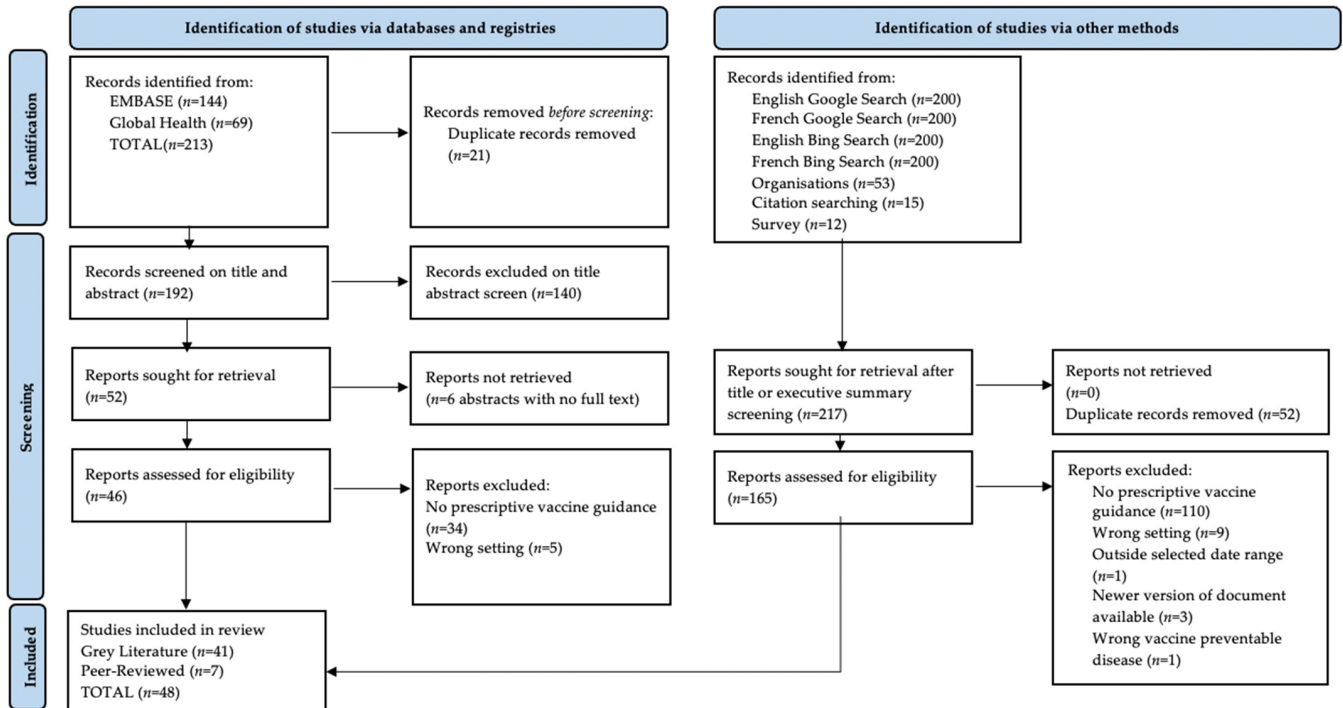 Identification of studies via databases and registries
Identification of studies via other methods
Identification
Records identified from:
EMBASE (n=144)
Global Health (n=69)
TOTAL(n=213)
Records removed before screening:
Duplicate records removed
(n=21)
Records identified from:
English Google Search (n=200)
French Google Search (n=200)
English Bing Search (n=200)
French Bing Search (n=200)
Organisations (n=53)
Citation searching (n=15)
Survey (n=12)
Screening
Records screened on title and
abstract (n=192)
Records excluded on title
abstract screen (n=140)
Reports sought for retrieval
(n=52)
Reports not retrieved
(n=6 abstracts with no full text)
Reports sought for retrieval after
title or executive summary
screening (n=217)
Reports not retrieved
(n=0)
Duplicate records removed (n=52)
Reports assessed for eligibility
(n=46)
Reports excluded:
No prescriptive vaccine guidance
(n=34)
Wrong setting (n=5)
Reports assessed for eligibility
(n=165)
Reports excluded:
No prescriptive vaccine
guidance (n=110)
Wrong setting (n=9)
Outside selected date range
(n=1)
Newer version of document
available (n=3)
Wrong vaccine preventable
disease (n=1)
Included
Studies included in review
Grey Literature (n=41)
Peer-Reviewed (n=7)
TOTAL (n=48)